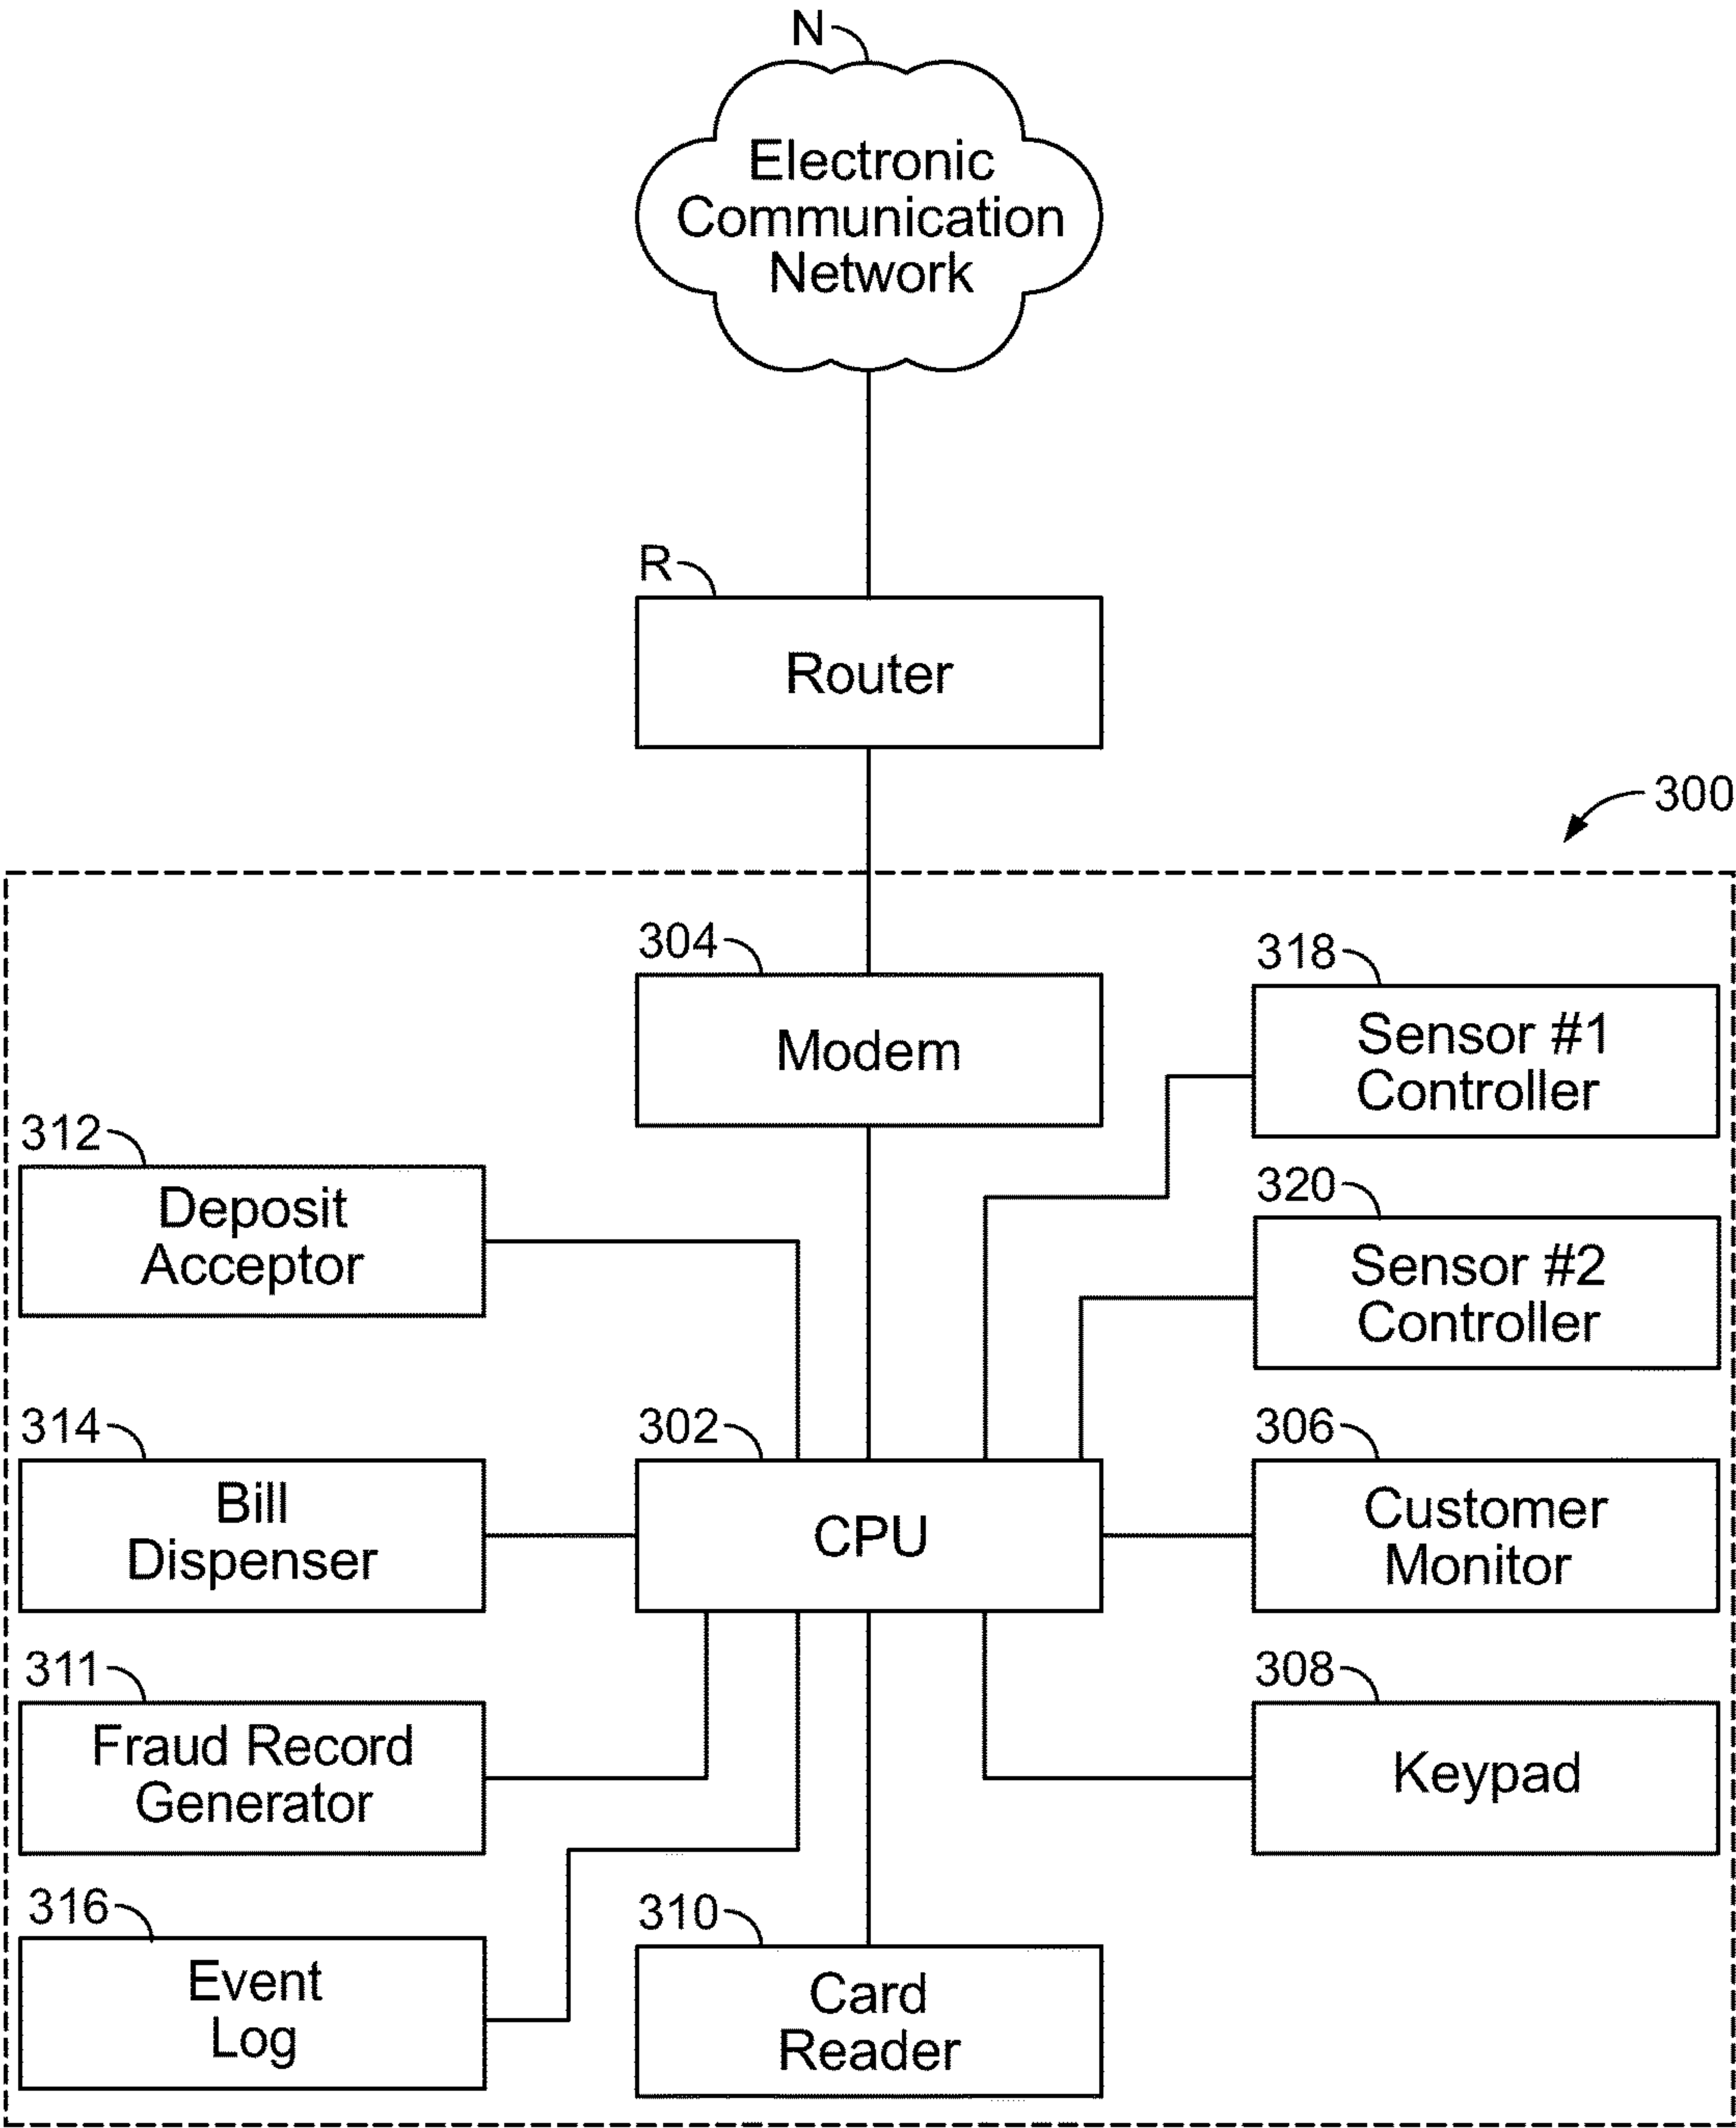 N
Electronic
Communication
Network
R
Router
300
304
Modem
318
Sensor #1
Controller
312
Deposit
Acceptor
320
Sensor #2
Controller
314
Bill
Dispenser
302
CPU
306
Customer
Monitor
311
Fraud Record
Generator
308
Keypad
316
Event
Log
310
Card
Reader